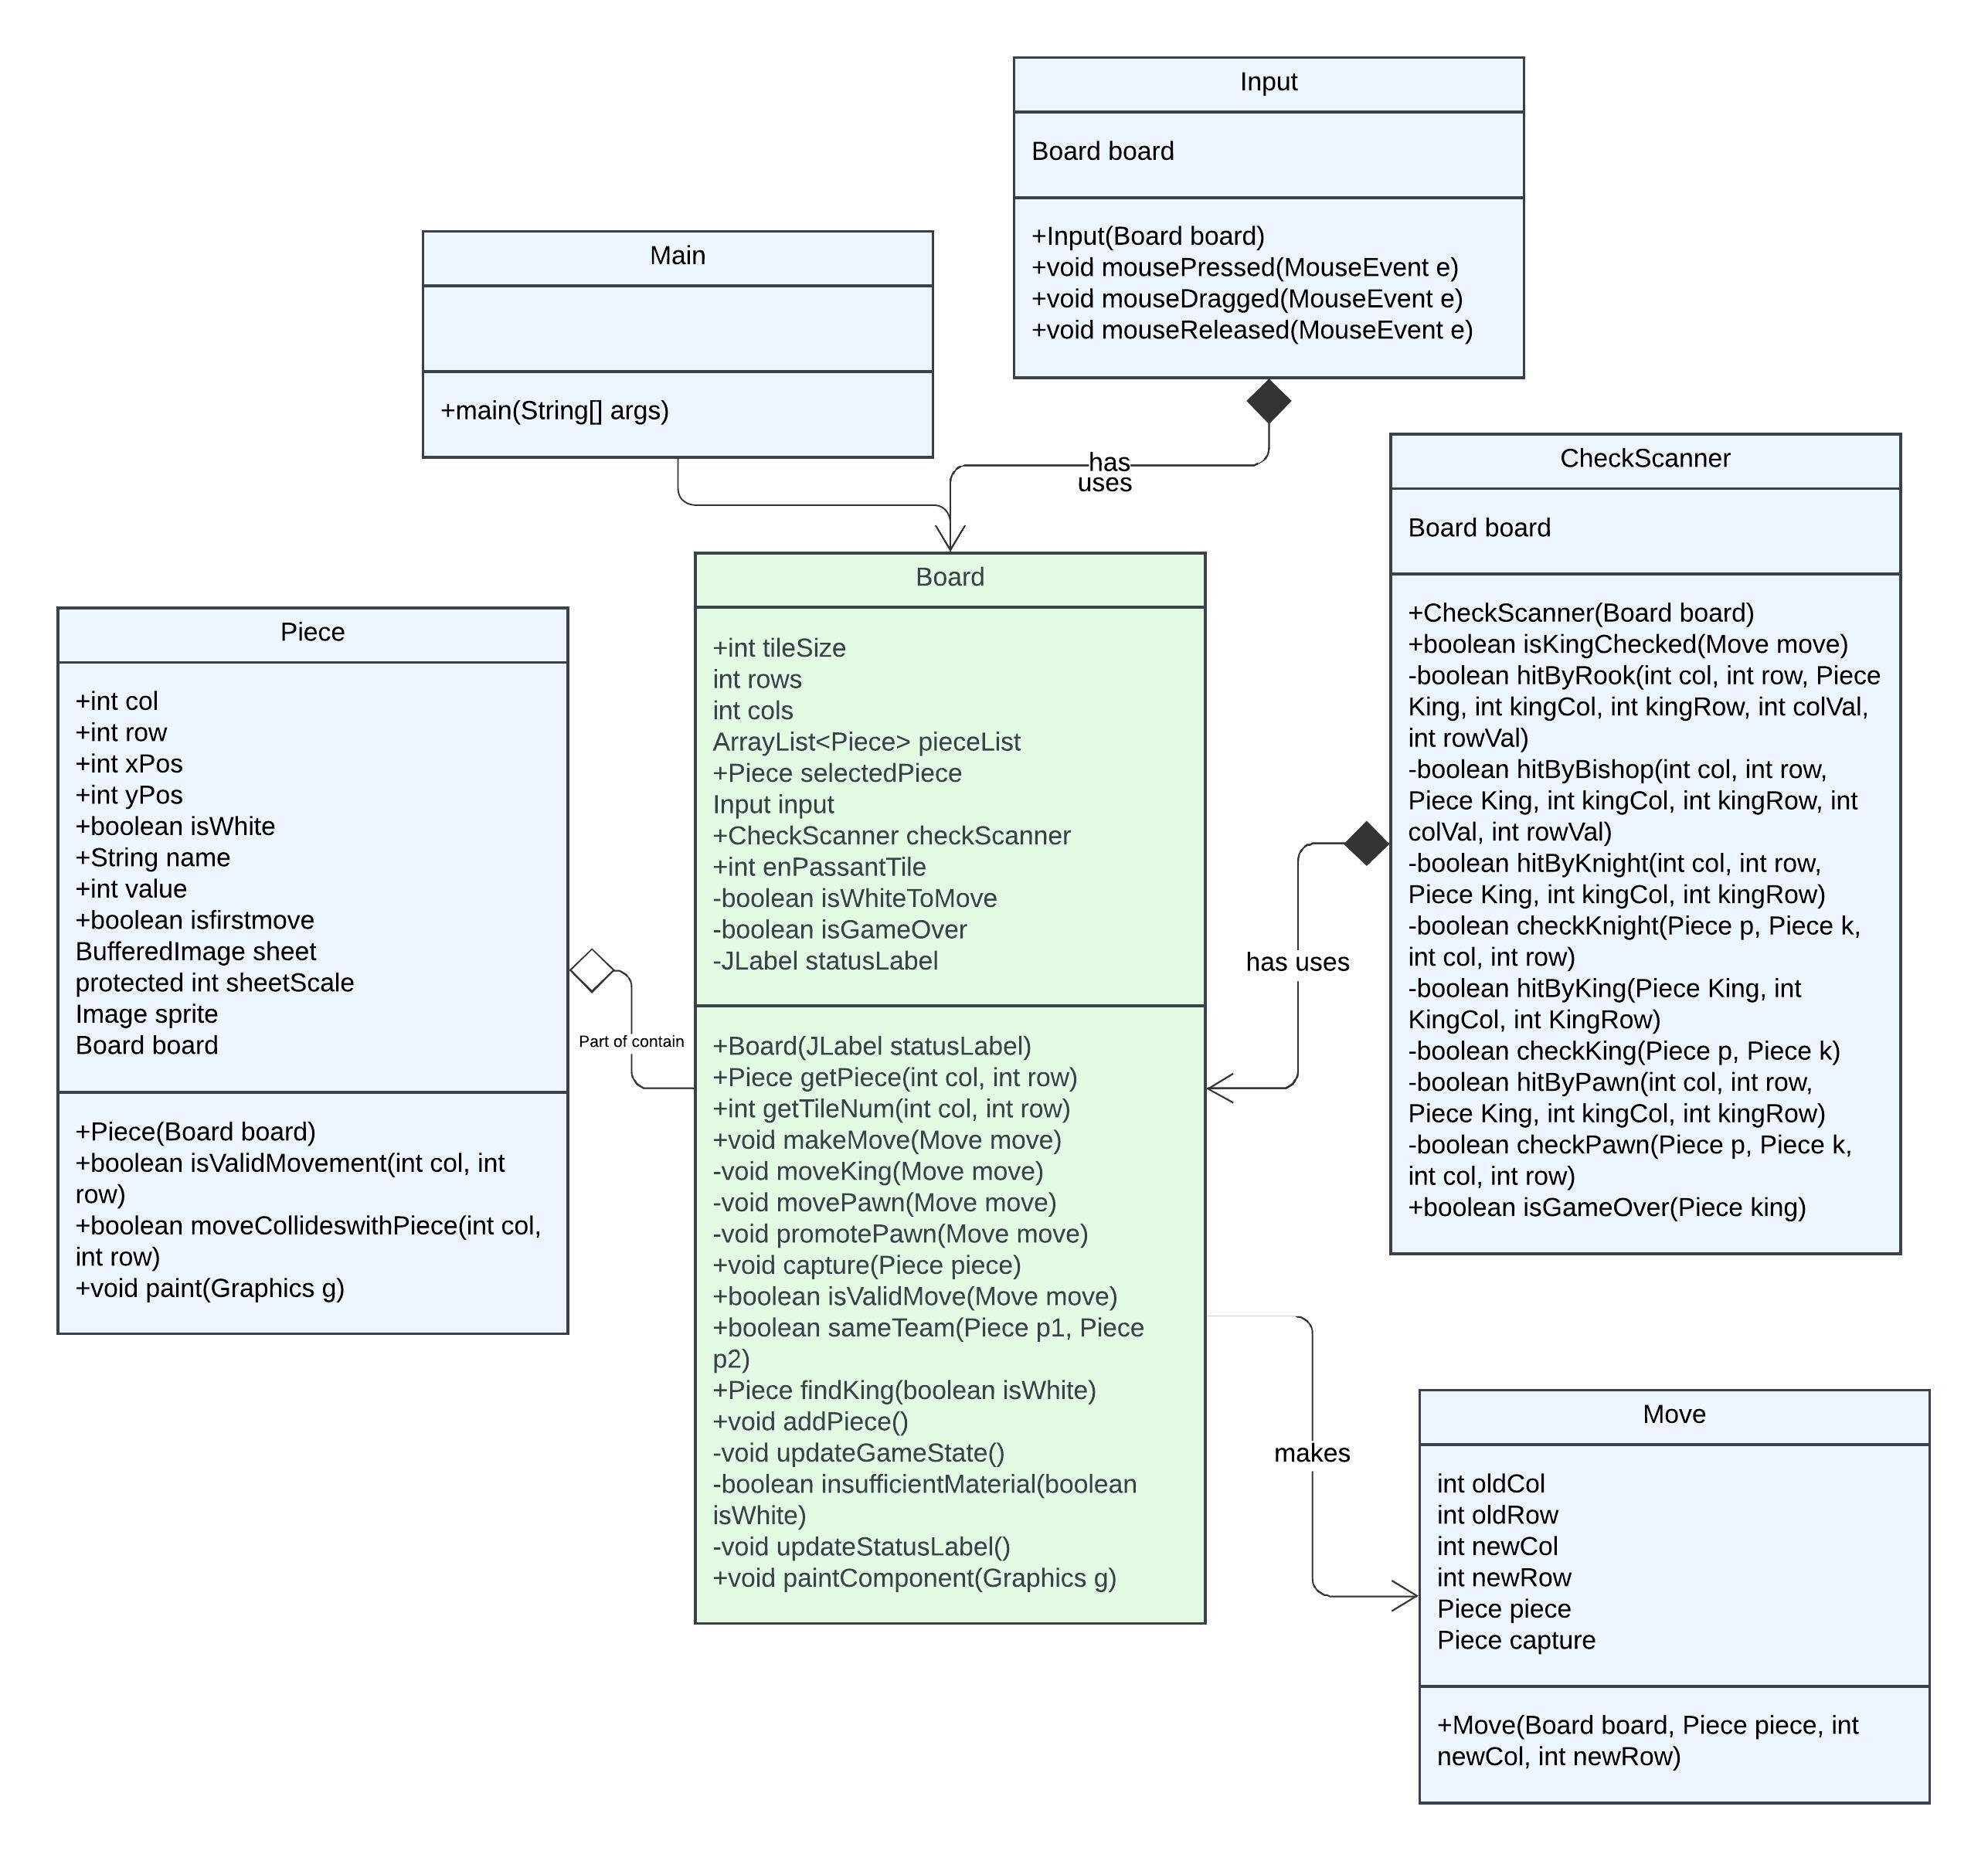 Input
Board board
+Input(Board board)
+void mousePressed(MouseEvent e)
+void mouseDragged(MouseEvent e)
+void mouseReleased(MouseEvent e)
Main
+main(String[] args)
has
uses
CheckScanner
Board board
+CheckScanner(Board board)
+boolean isKingChecked(Move move)
-boolean hitByRook(int col, int row, Piece
King, int kingCol, int kingRow, int colVal,
int rowVal)
-boolean hitByBishop(int col, int row,
Piece King, int kingCol, int kingRow, int
colVal, int rowVal)
-boolean hitByKnight(int col, int row,
Piece King, int kingCol, int kingRow)
-boolean checkKnight(Piece p, Piece k,
int col, int row)
-boolean hitByKing(Piece King, int
KingCol, int KingRow)
-boolean checkKing(Piece p, Piece k)
-boolean hitByPawn(int col, int row,
Piece King, int kingCol, int kingRow)
-boolean checkPawn(Piece p, Piece k,
int col, int row)
+boolean isGameOver(Piece king)
Board
+int tileSize
int rows
int cols
ArrayList<Piece> pieceList
+Piece selectedPiece
Input input
+CheckScanner checkScanner
+int enPassantTile
-boolean isWhiteToMove
-boolean isGameOver
-JLabel statusLabel
+Board(JLabel statusLabel)
+Piece getPiece(int col, int row)
+int getTileNum(int col, int row)
+void makeMove(Move move)
-void moveKing(Move move)
-void movePawn(Move move)
-void promotePawn(Move move)
+void capture(Piece piece)
+boolean isValidMove(Move move)
+boolean sameTeam(Piece p1, Piece
p2)
+Piece findKing(boolean isWhite)
+void addPiece()
-void updateGameState()
-boolean insufficientMaterial(boolean
isWhite)
-void updateStatusLabel()
+void paintComponent(Graphics g)
Piece
+int col
+int row
+int xPos
+int yPos
+boolean isWhite
+String name
+int value
+boolean isfirstmove
BufferedImage sheet
protected int sheetScale
Image sprite
Board board
+Piece(Board board)
+boolean isValidMovement(int col, int
row)
+boolean moveCollideswithPiece(int col,
int row)
+void paint(Graphics g)
Part of contain
has uses
makes
Move
int oldCol
int oldRow
int newCol
int newRow
Piece piece
Piece capture
+Move(Board board, Piece piece, int
newCol, int newRow)